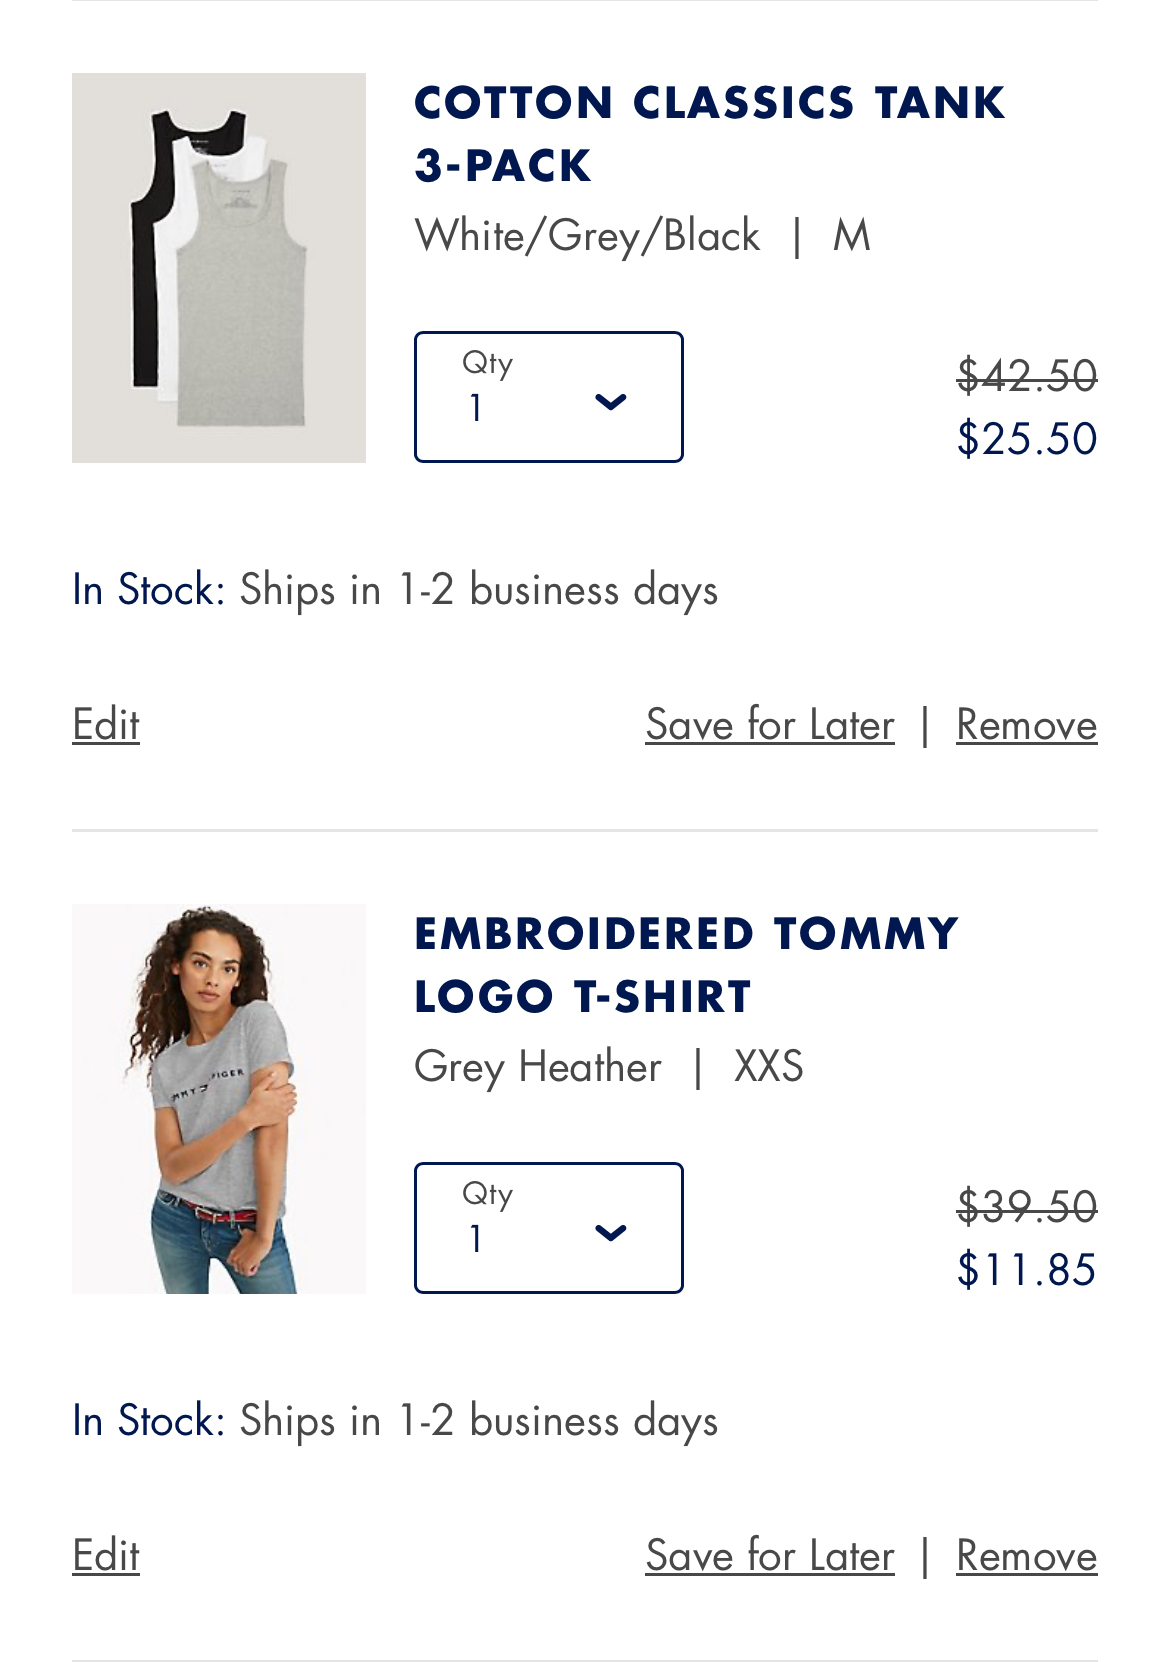 COTTON CLASSICS TANK
3-PACK
White/Grey/Black | M
Qty
1
$42.50
$25.50
In Stock: Ships in 1-2 business days
Edit
Save for Later | Remove
EMBROIDERED TOMMY
LOGO T-SHIRT
Grey Heather | XXS
MMY FIGER
Qty
1
$39.50
$11.85
In Stock: Ships in 1-2 business days
Edit
Save for Later | Remove